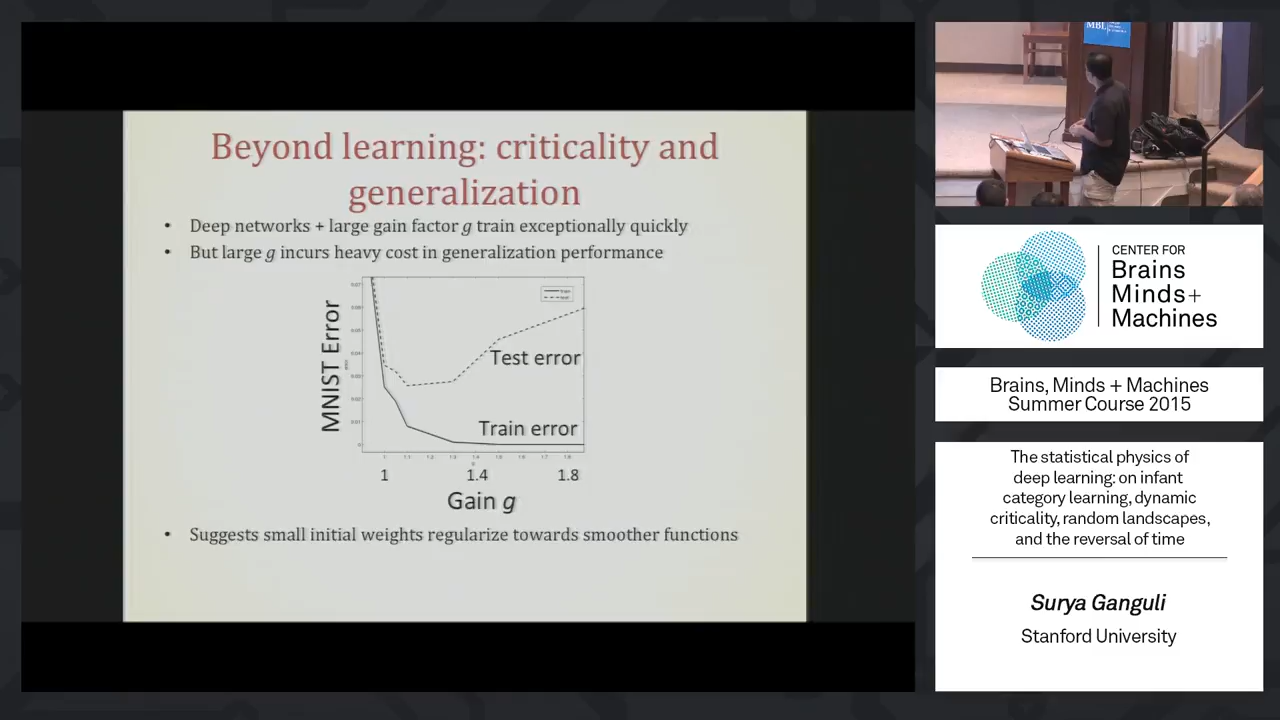 Beyond learning: criticality and
generalization
• Deep networks + large gain factor g train exceptionally quickly
• But large g incurs heavy cost in generalization performance
MNIST Error
Test error
Train error
1 1.4 1.8
Gain g
• Suggests small initial weights regularize towards smoother functions
MBL
CENTER FOR
Brains
Minds+
Machines
Brains, Minds + Machines
Summer Course 2015
The statistical physics of
deep learning: on infant
category learning, dynamic
criticality, random landscapes,
and the reversal of time
Surya Ganguli
Stanford University